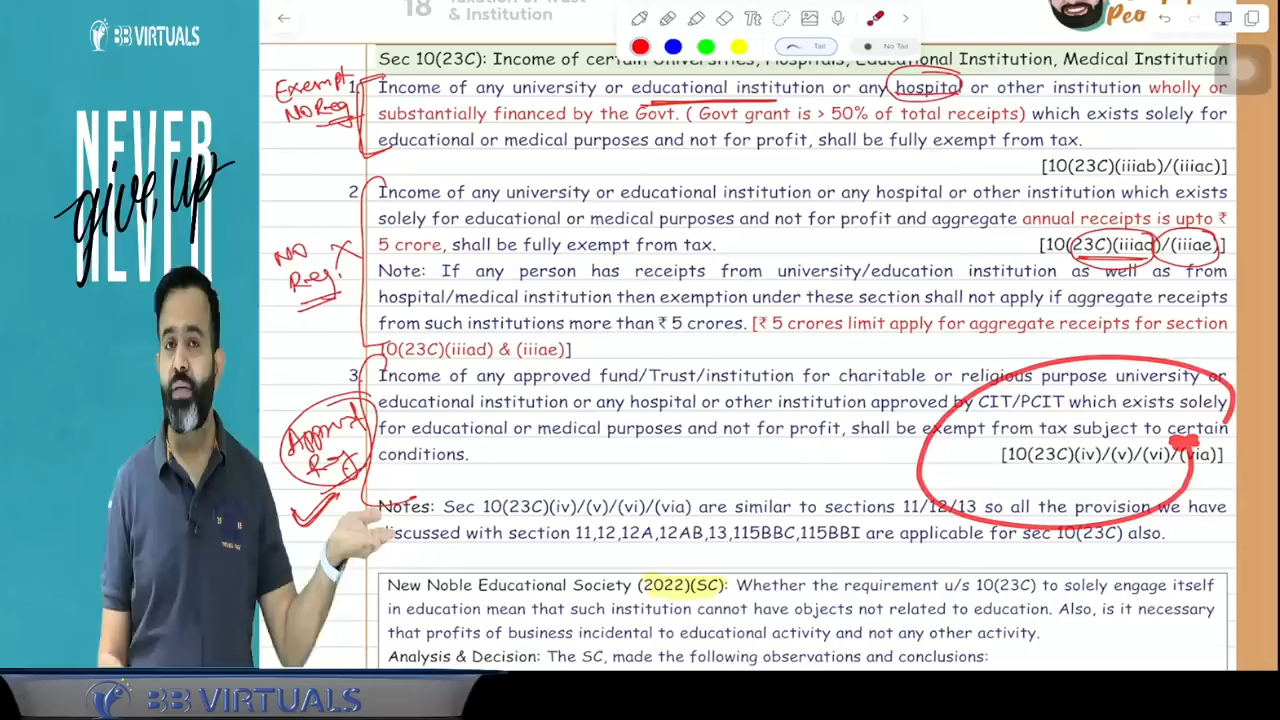 BB VIRTUALS
NEVER
give up
NEVER
18 Taxation of Trust
& Institution
Peo
Tt
Tail
No Tail
Sec 10(23C): Income of certain Universities, Hospitals, Educational Institution, Medical Institution
Exempt
No Reg
1. Income of any university or educational institution or any hospital or other institution wholly or
substantially financed by the Govt. ( Govt grant is > 50% of total receipts) which exists solely for
educational or medical purposes and not for profit, shall be fully exempt from tax.
[10(23C)(iiiab)/(iiiac)]
2 Income of any university or educational institution or any hospital or other institution which exists
solely for educational or medical purposes and not for profit and aggregate annual receipts is upto ₹
5 crore, shall be fully exempt from tax.
[10(23C)(iiiad)/(iiiae)]
No
Reg.
Note: If any person has receipts from university/education institution as well as from
hospital/medical institution then exemption under these section shall not apply if aggregate receipts
from such institutions more than ₹ 5 crores. [₹ 5 crores limit apply for aggregate receipts for section
10(23C)(iiiad) & (iiiae)]
3. Income of any approved fund/Trust/institution for charitable or religious purpose university or
educational institution or any hospital or other institution approved by CIT/PCIT which exists solely
for educational or medical purposes and not for profit, shall be exempt from tax subject to certain
conditions.
[10(23C)(iv)/(v)/(vi)/(via)]
Reg
Notes: Sec 10(23C)(iv)/(v)/(vi)/(via) are similar to sections 11/12/13 so all the provision we have
discussed with section 11,12,12A,12AB,13,115BBC,115BBI are applicable for sec 10(23C) also.
New Noble Educational Society (2022)(SC): Whether the requirement u/s 10(23C) to solely engage itself
in education mean that such institution cannot have objects not related to education. Also, is it necessary
that profits of business incidental to educational activity and not any other activity.
Analysis & Decision: The SC, made the following observations and conclusions:
BB VIRTUALS